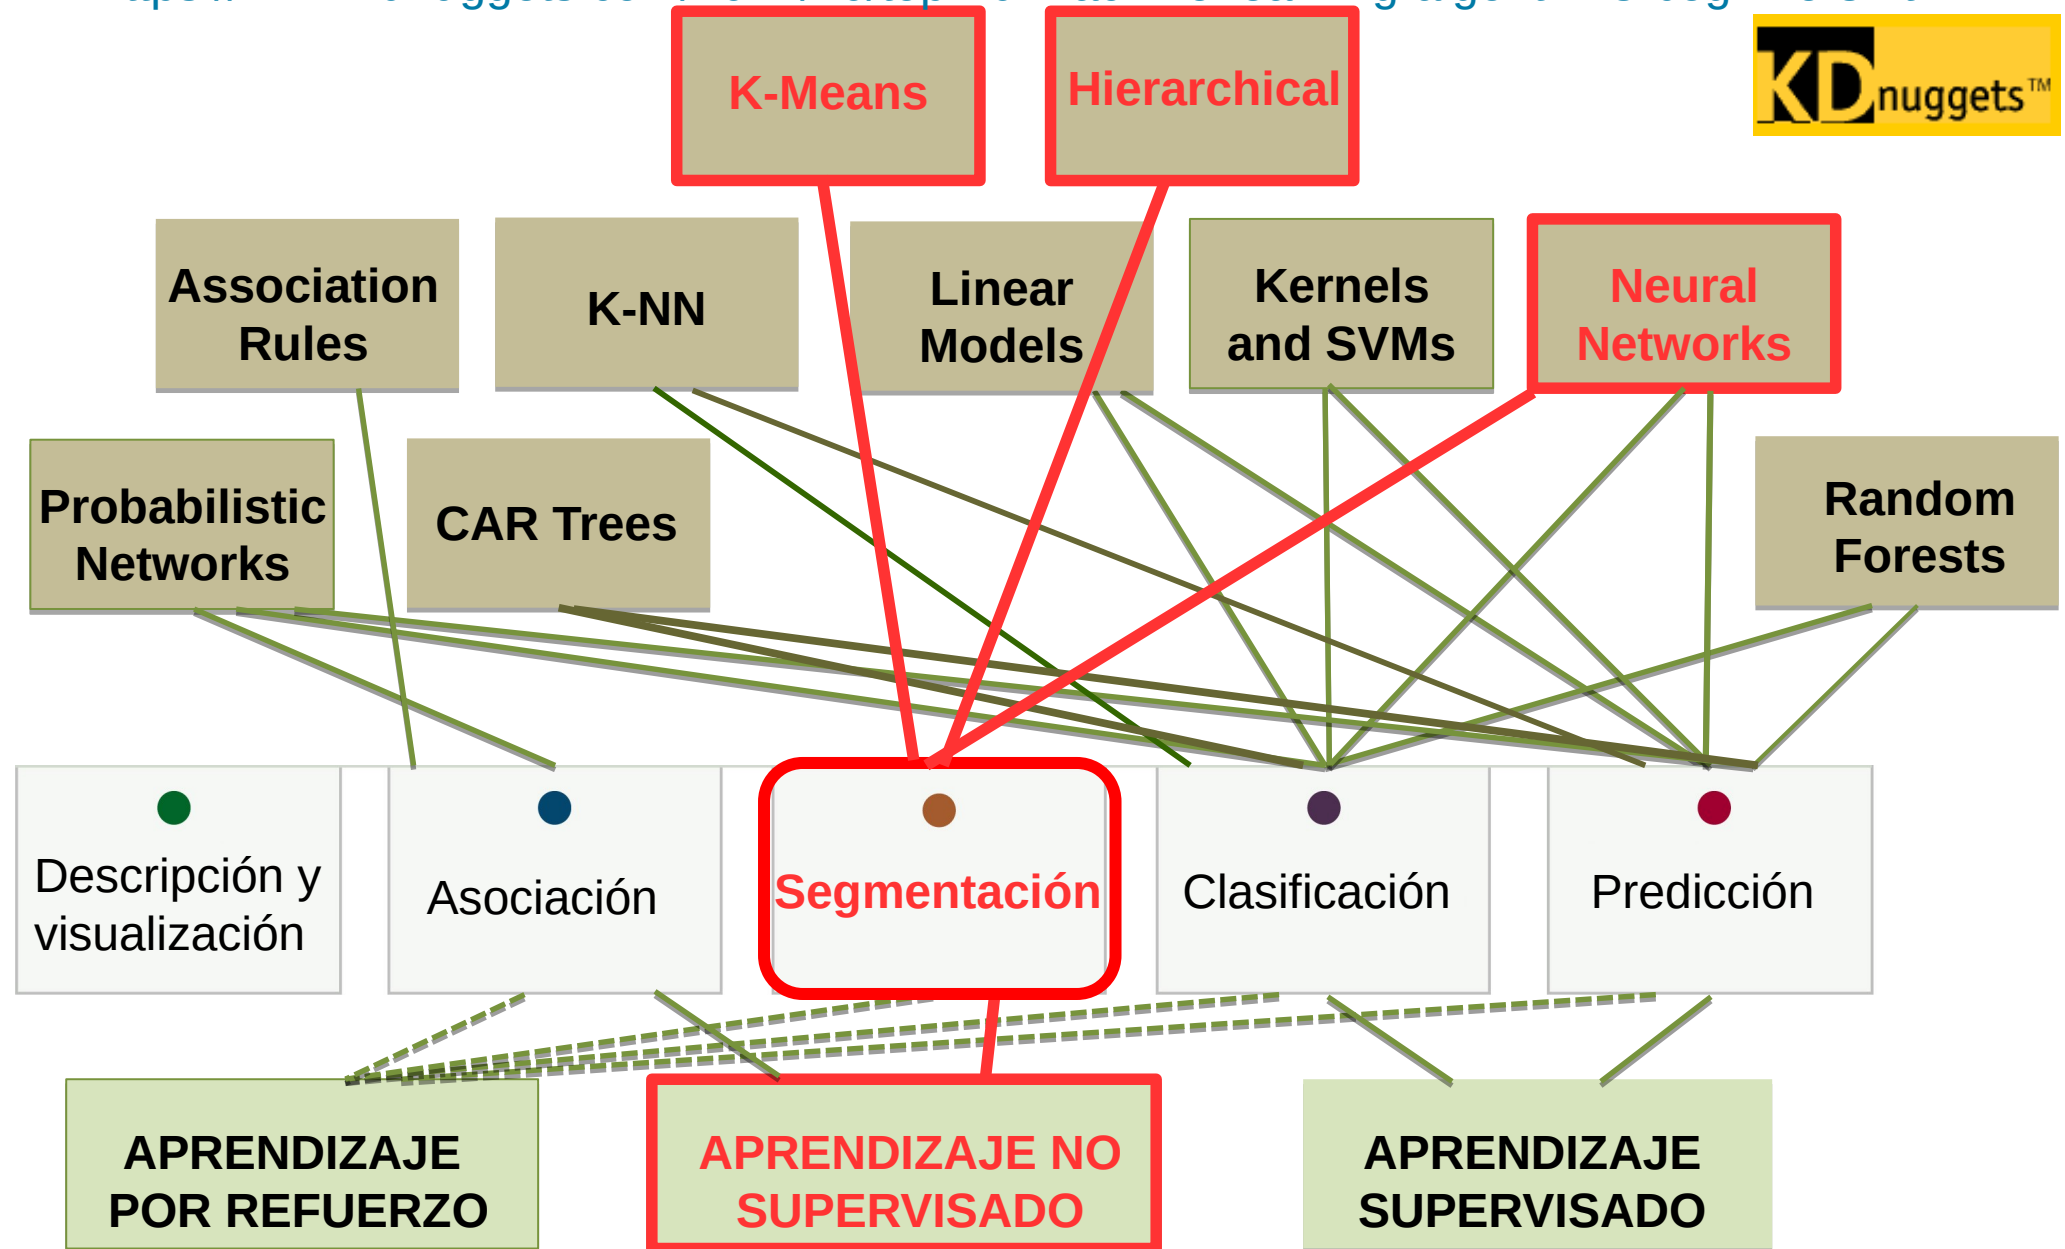 K-Means
Hierarchical
KDnuggets™
Association
Rules
K-NN
Linear
Models
Kernels
and SVMs
Neural
Networks
Probabilistic
Networks
CAR Trees
Random
Forests
Descripción y
visualización
Asociación
Segmentación
Clasificación
Predicción
APRENDIZAJE
POR REFUERZO
APRENDIZAJE NO
SUPERVISADO
APRENDIZAJE
SUPERVISADO